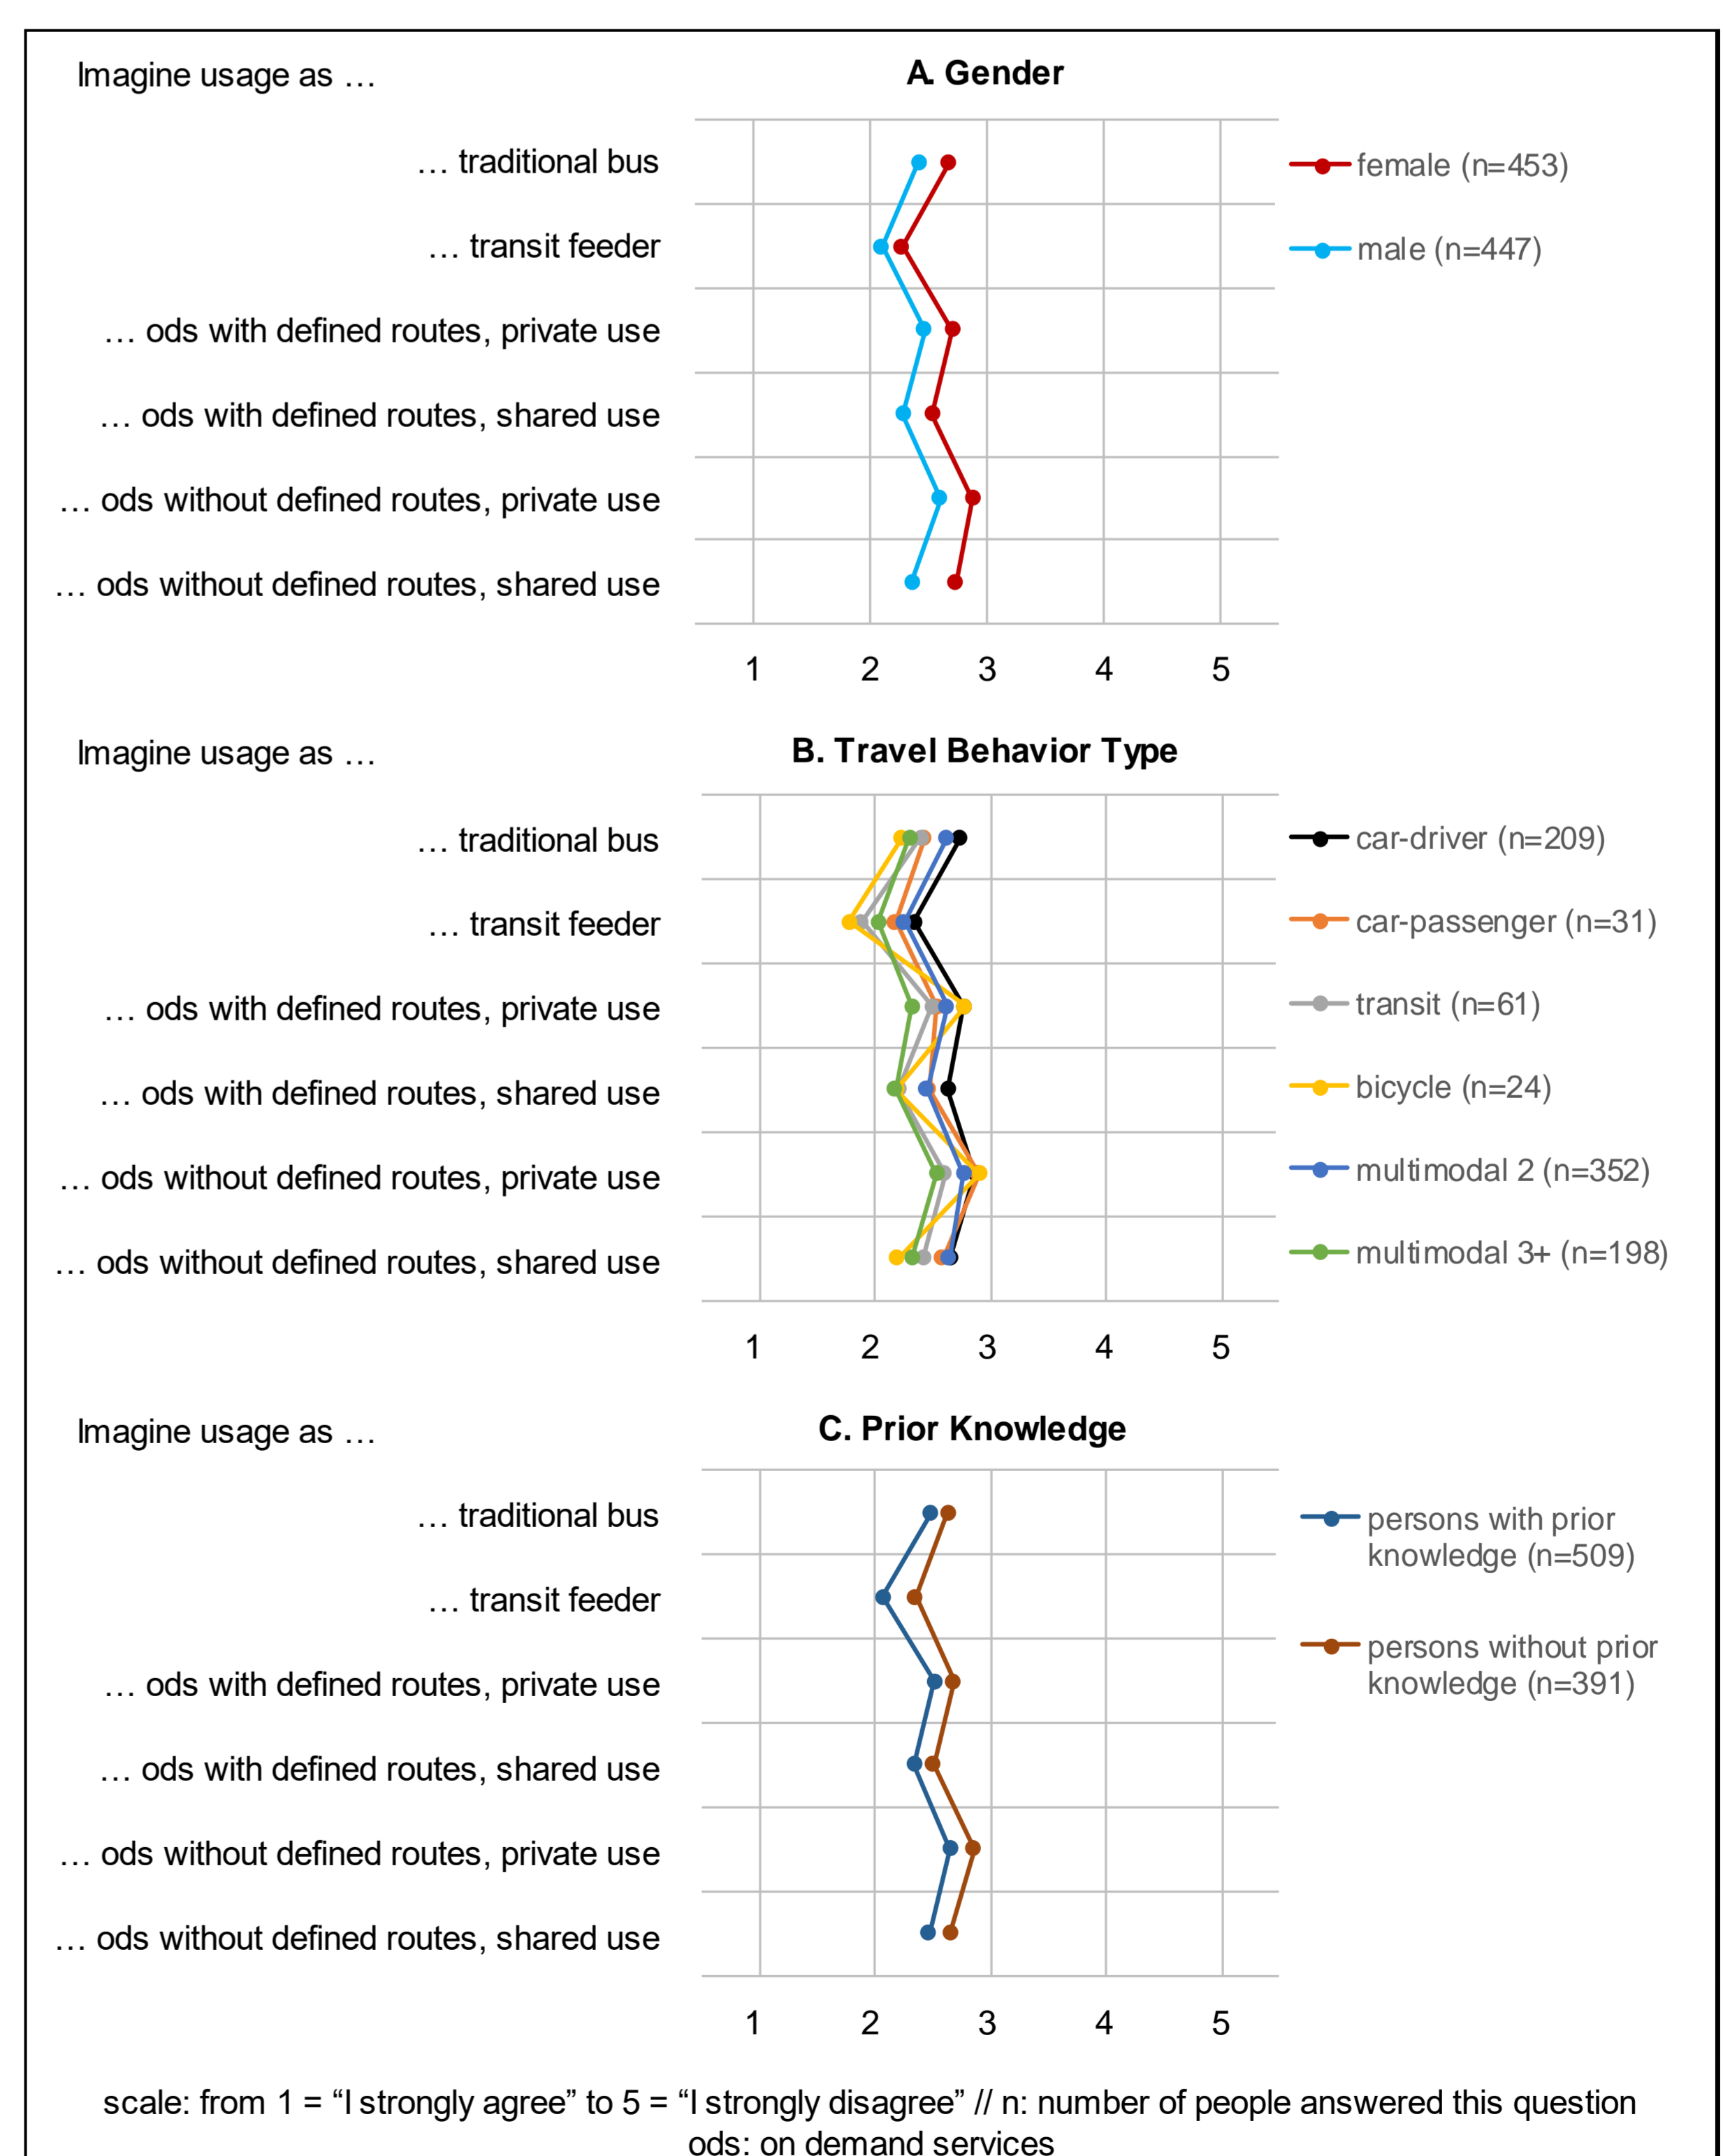 Imagine usage as …
A. Gender
… traditional bus
… transit feeder
… ods with defined routes, private use
… ods with defined routes, shared use
… ods without defined routes, private use
… ods without defined routes, shared use
female (n=453)
male (n=447)
1 2 3 4 5
Imagine usage as …
B. Travel Behavior Type
… traditional bus
… transit feeder
… ods with defined routes, private use
… ods with defined routes, shared use
… ods without defined routes, private use
… ods without defined routes, shared use
car-driver (n=209)
car-passenger (n=31)
transit (n=61)
bicycle (n=24)
multimodal 2 (n=352)
multimodal 3+ (n=198)
1 2 3 4 5
Imagine usage as …
C. Prior Knowledge
… traditional bus
… transit feeder
… ods with defined routes, private use
… ods with defined routes, shared use
… ods without defined routes, private use
… ods without defined routes, shared use
persons with prior
knowledge (n=509)
persons without prior
knowledge (n=391)
1 2 3 4 5
scale: from 1 = “I strongly agree” to 5 = “I strongly disagree” // n: number of people answered this question
ods: on demand services